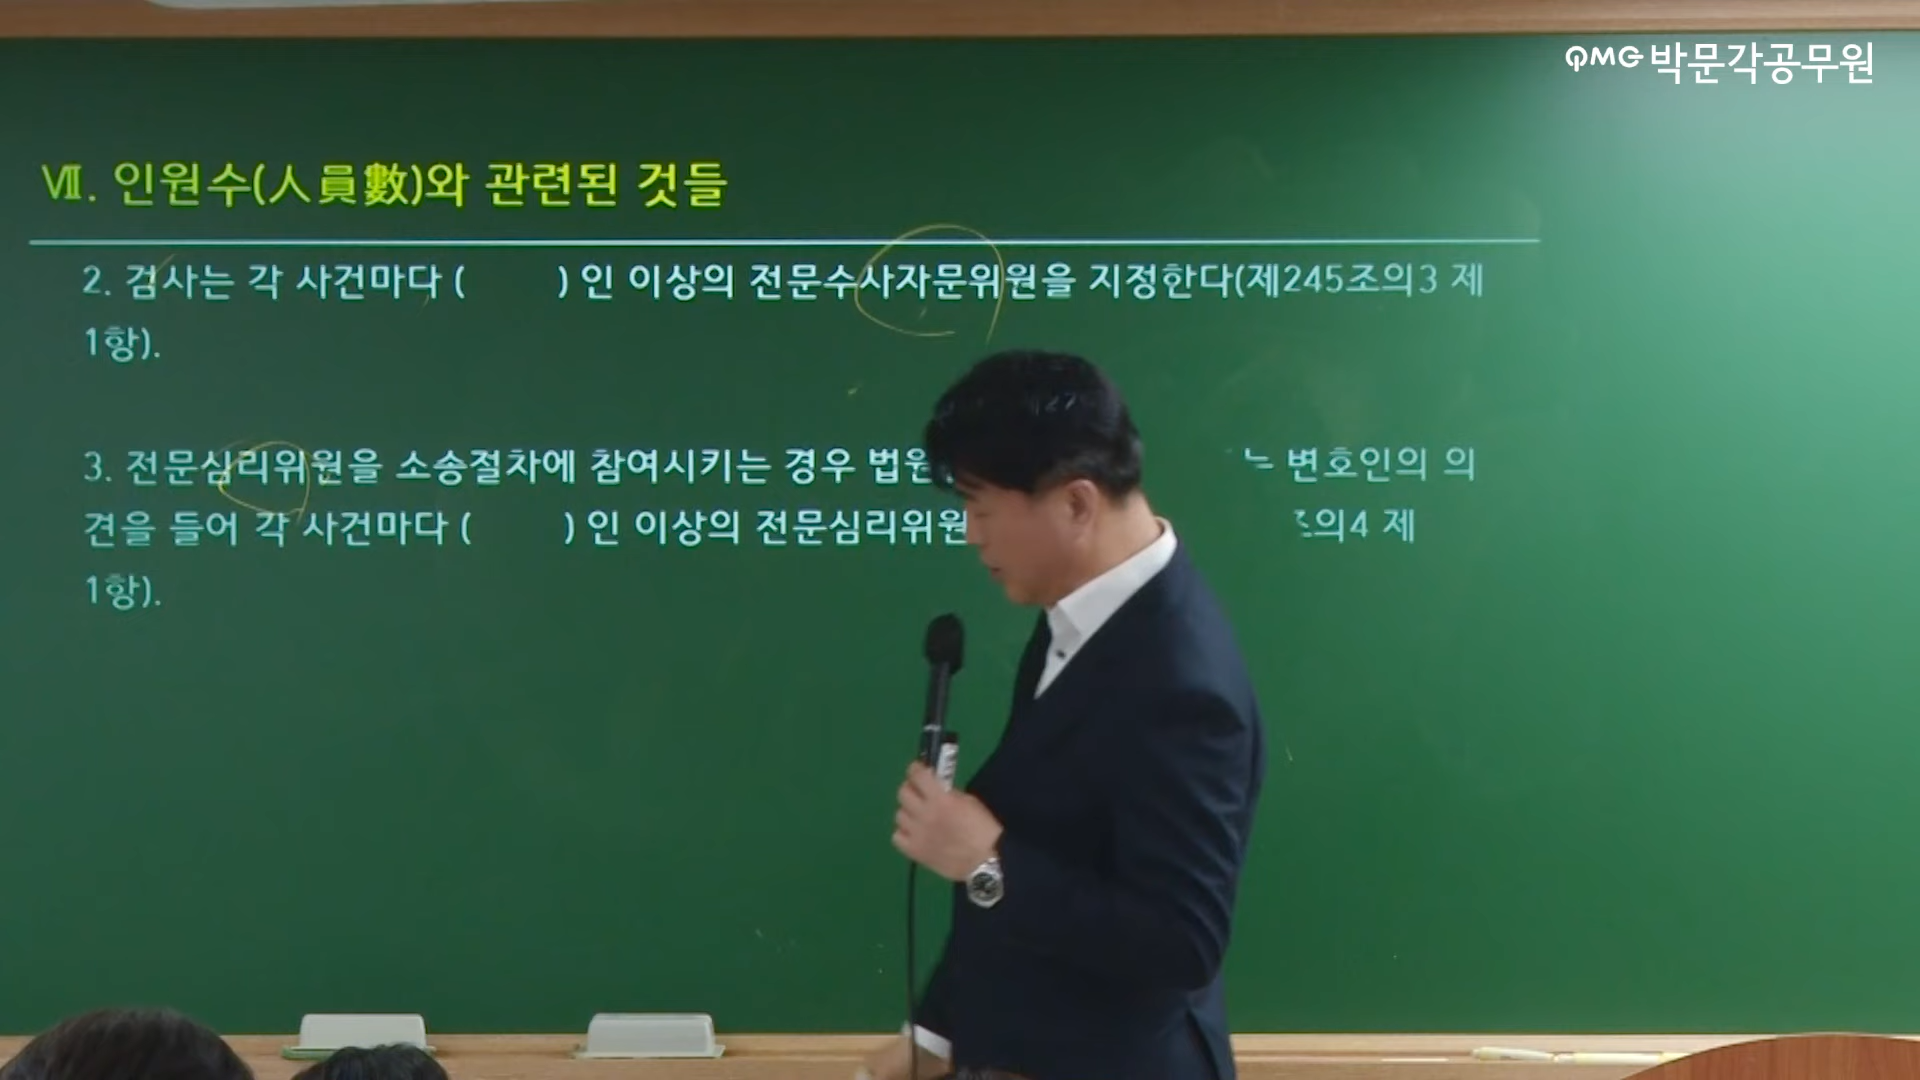 PMG 박문각공무원
Ⅶ. 인원수(人員數)와 관련된 것들
2. 검사는 각 사건마다 ( ) 인 이상의 전문수사자문위원을 지정한다(제245조의3 제
1항).
3. 전문심리위원을 소송절차에 참여시키는 경우 법원 변호인의 의
견을 들어 각 사건마다 ( ) 인 이상의 전문심리위원 조의4 제
1항).